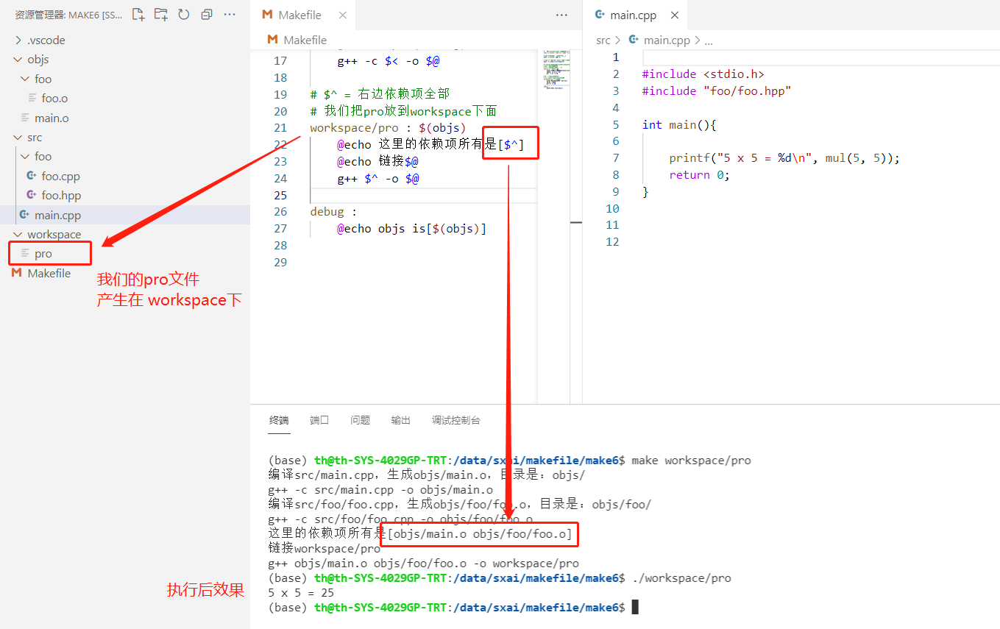 资源管理器: MAKE6 [SS...
.vscode
objs
foo
foo.o
main.o
src
foo
foo.cpp
foo.hpp
main.cpp
workspace
pro
Makefile
我们的pro文件
产生在 workspace下
执行后效果
Makefile
Makefile
17 g++ -c $< -o $@
18
19 # $^ = 右边依赖项全部
20 # 我们把pro放到workspace下面
21 workspace/pro : $(objs)
22 @echo 这里的依赖项所有是[$^]
23 @echo 链接$@
24 g++ $^ -o $@
25
26 debug :
27 @echo objs is[$(objs)]
28
29
main.cpp
src > main.cpp > ...
1
2 #include <stdio.h>
3 #include "foo/foo.hpp"
4
5 int main(){
6
7 printf("5 x 5 = %d\n", mul(5, 5));
8 return 0;
9 }
10
11
12
终端 端口 问题 输出 调试控制台
(base) th@th-SYS-4029GP-TRT:/data/sxai/makefile/make6$ make workspace/pro
编译src/main.cpp，生成objs/main.o，目录是：objs/
g++ -c src/main.cpp -o objs/main.o
编译src/foo/foo.cpp，生成objs/foo/foo.o，目录是：objs/foo/
g++ -c src/foo/foo.cpp -o objs/foo/foo.o
这里的依赖项所有是[objs/main.o objs/foo/foo.o]
链接workspace/pro
g++ objs/main.o objs/foo/foo.o -o workspace/pro
(base) th@th-SYS-4029GP-TRT:/data/sxai/makefile/make6$ ./workspace/pro
5 x 5 = 25
(base) th@th-SYS-4029GP-TRT:/data/sxai/makefile/make6$